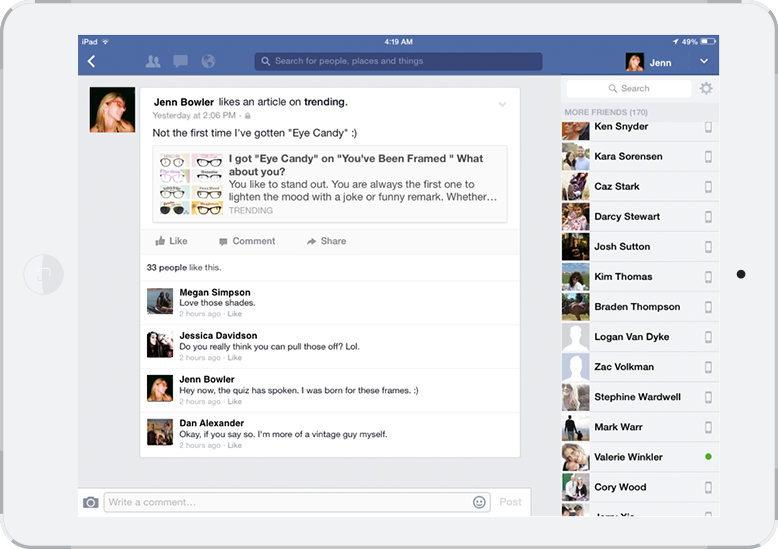 iPad 4:19 AM 49%
Search for people, places and things
Jenn
Jenn Bowler likes an article on trending.
Yesterday at 2:06 PM ·
Not the first time I've gotten "Eye Candy" :)
I got "Eye Candy" on "You've Been Framed " What
about you?
You like to stand out. You are always the first one to
lighten the mood with a joke or funny remark. Whether…
TRENDING
Like Comment Share
33 people like this.
Megan Simpson
Love those shades.
2 hours ago · Like
Jessica Davidson
Do you really think you can pull those off? Lol.
2 hours ago · Like
Jenn Bowler
Hey now, the quiz has spoken. I was born for these frames. :)
2 hours ago · Like
Dan Alexander
Okay, if you say so. I'm more of a vintage guy myself.
2 hours ago · Like
Write a comment… Post
Search
MORE FRIENDS (170)
Ken Snyder
Kara Sorensen
Caz Stark
Darcy Stewart
Josh Sutton
Kim Thomas
Braden Thompson
Logan Van Dyke
Zac Volkman
Stephine Wardwell
Mark Warr
Valerie Winkler
Cory Wood